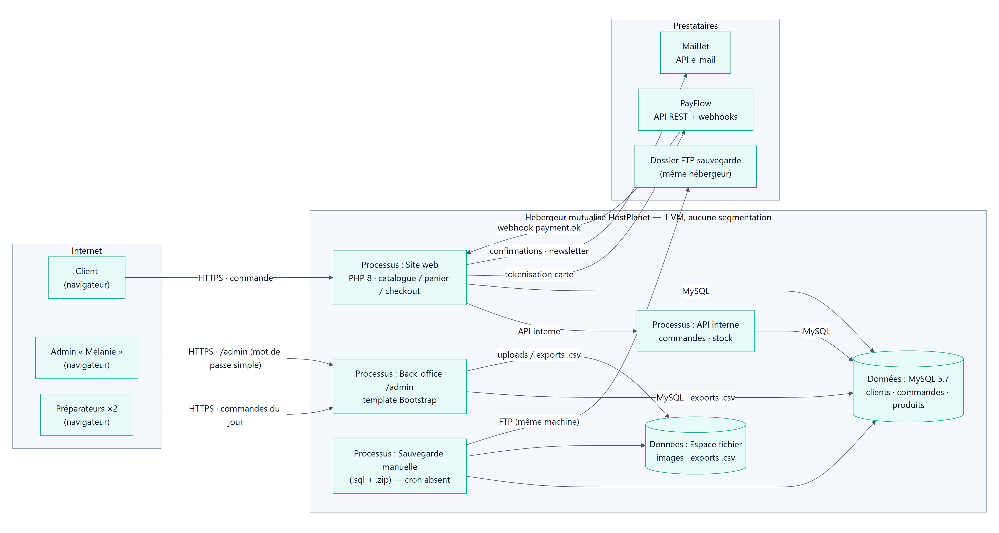 Prestataires
MailJet
API e-mail
PayFlow
API REST + webhooks
Dossier FTP sauvegarde
(même hébergeur)
Hébergeur mutualisé HostPlanet — 1 VM, aucune segmentation
webhook payment.ok
confirmations · newsletter
tokenisation carte
MySQL
API interne
MySQL
uploads / exports .csv
MySQL · exports .csv
FTP (même machine)
Internet
Client
(navigateur)
HTTPS · commande
Admin « Mélanie »
(navigateur)
HTTPS · /admin (mot de
passe simple)
Préparateurs ×2
(navigateur)
HTTPS · commandes du
jour
Processus : Site web
PHP 8 · catalogue / panier
/ checkout
Processus : API interne
commandes · stock
Processus : Back-office
/admin
template Bootstrap
Données : MySQL 5.7
clients · commandes ·
produits
Processus : Sauvegarde
manuelle
(.sql + .zip) — cron absent
Données : Espace fichier
images · exports .csv